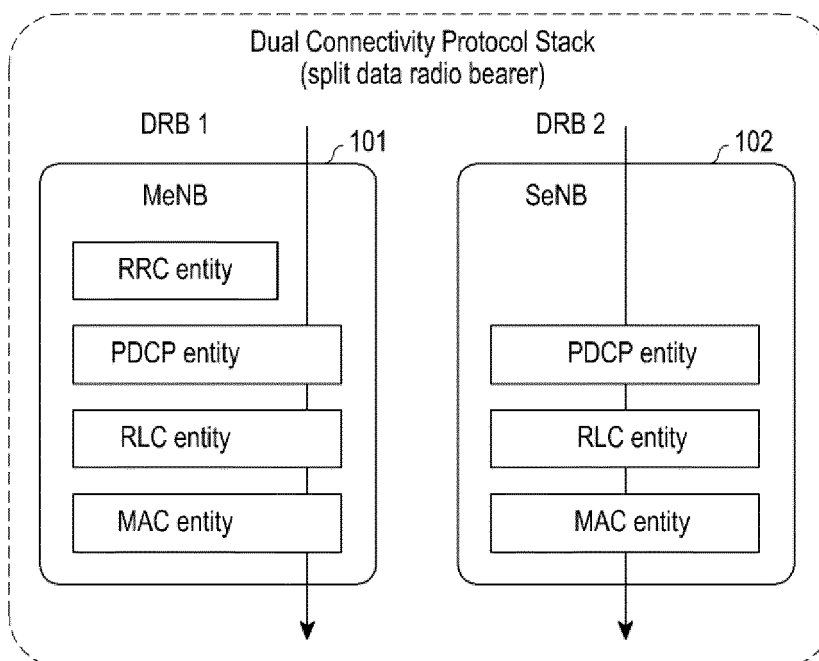 Dual Connectivity Protocol Stack
(split data radio bearer)
DRB 1
101
DRB 2
102
MeNB
RRC entity
PDCP entity
RLC entity
MAC entity
SeNB
PDCP entity
RLC entity
MAC entity